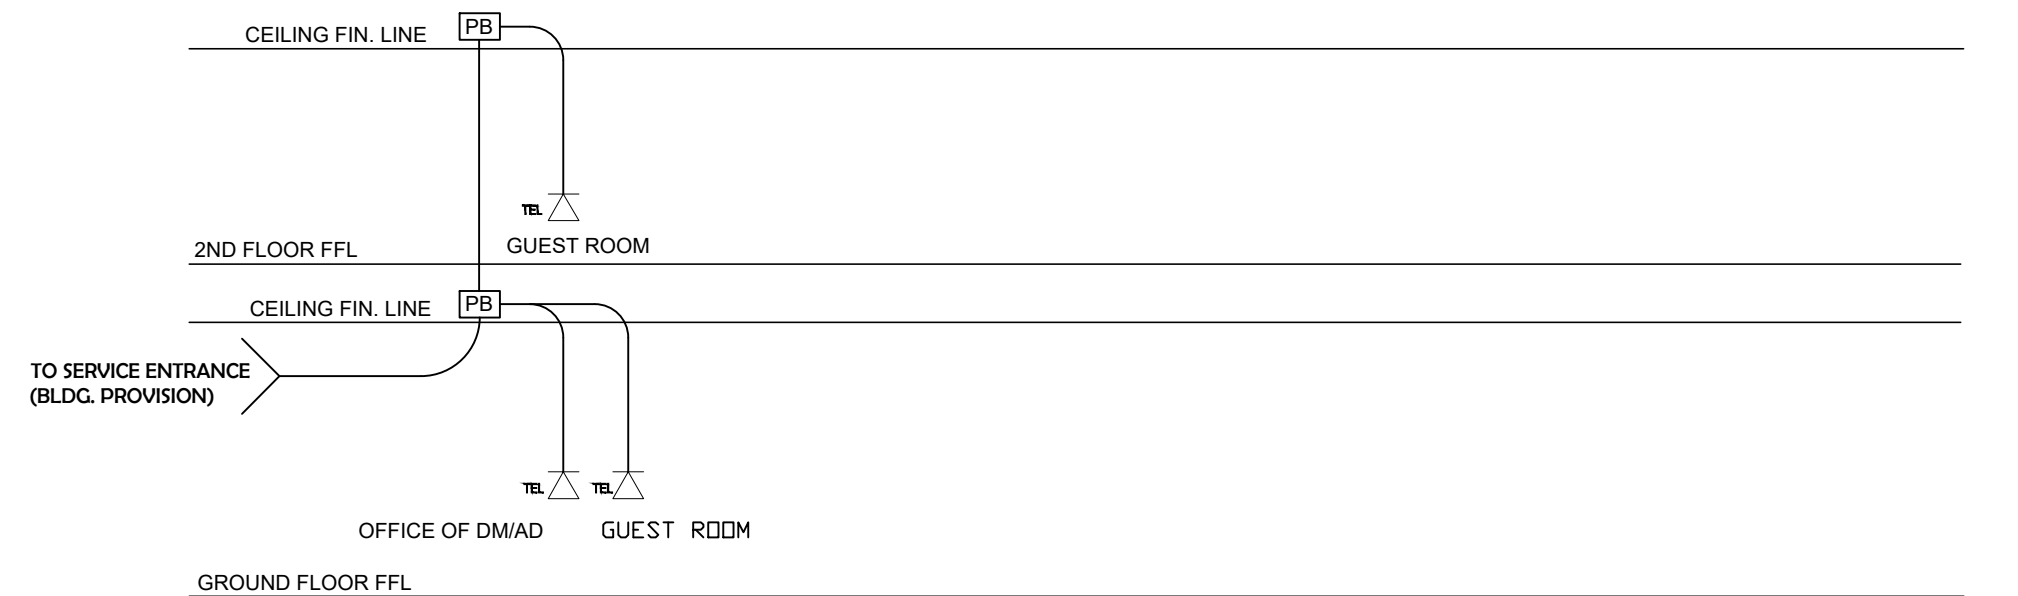 CEILING FIN. LINE
PB
TEL
GUEST ROOM
2ND FLOOR FFL
CEILING FIN. LINE
PB
TO SERVICE ENTRANCE
(BLDG. PROVISION)
TEL
TEL
OFFICE OF DM/AD
GUEST ROOM
GROUND FLOOR FFL